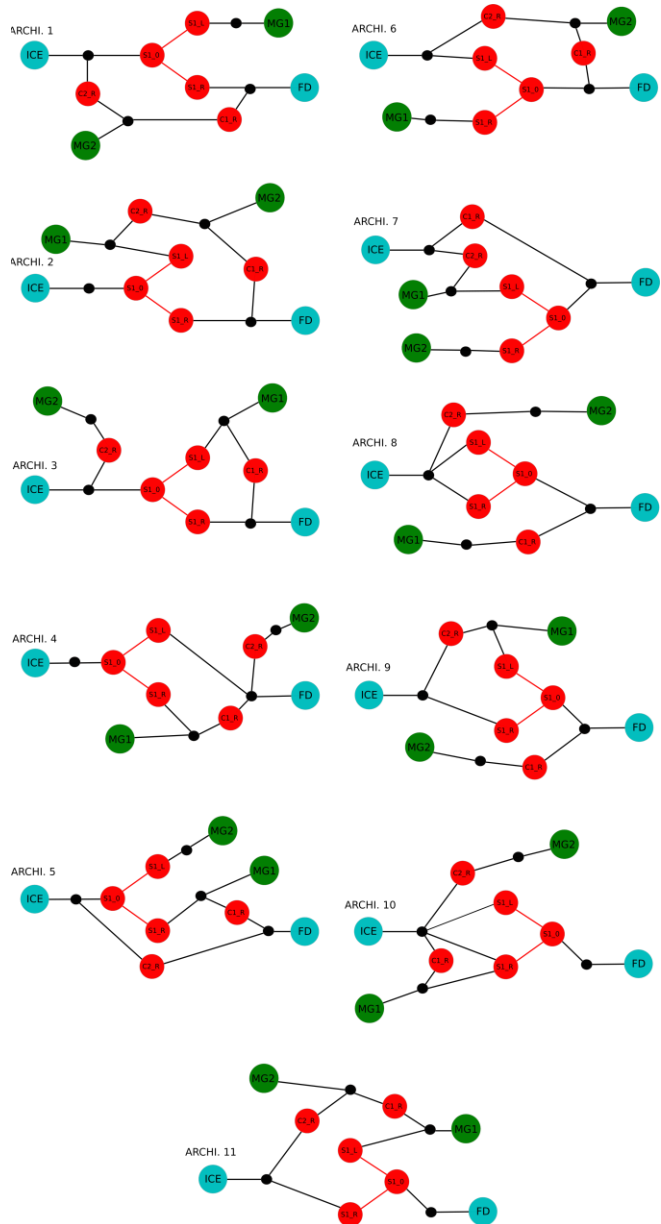 ARCHI. 1
S1_L
MG1
ICE
S1_0
C2_R
S1_R
FD
C1_R
MG2
ARCHI. 2
C2_R
MG2
MG1
S1_L
C1_R
ICE
S1_0
S1_R
FD
ARCHI. 3
MG2
MG1
C2_R
S1_L
C1_R
ICE
S1_0
S1_R
FD
ARCHI. 4
MG2
S1_L
C2_R
ICE
S1_0
S1_R
FD
C1_R
MG1
ARCHI. 5
MG2
S1_L
MG1
ICE
S1_0
C1_R
S1_R
FD
C2_R
ARCHI. 6
C2_R
MG2
ICE
S1_L
C1_R
S1_0
FD
MG1
S1_R
ARCHI. 7
C1_R
ICE
C2_R
FD
MG1
S1_L
S1_0
MG2
S1_R
ARCHI. 8
C2_R
MG2
S1_L
ICE
S1_0
S1_R
FD
MG1
C1_R
ARCHI. 9
C2_R
MG1
S1_L
ICE
S1_0
S1_R
FD
MG2
C1_R
ARCHI. 10
MG2
C2_R
S1_L
ICE
S1_0
C1_R
S1_R
FD
MG1
ARCHI. 11
MG2
C1_R
C2_R
MG1
S1_L
ICE
S1_0
S1_R
FD